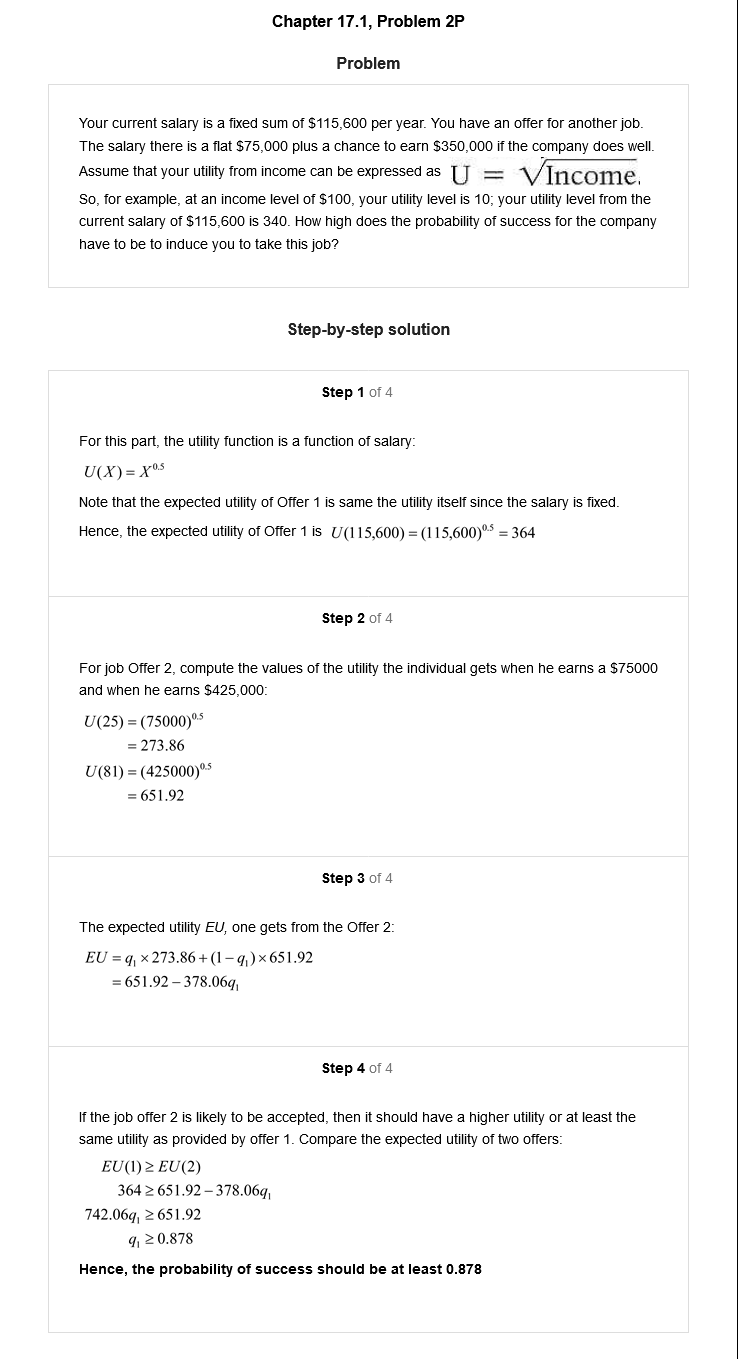 Chapter 17.1, Problem 2P
Problem
Your current salary is a fixed sum of $115,600 per year. You have an offer for another job.
The salary there is a flat $75,000 plus a chance to earn $350,000 if the company does well.
Assume that your utility from income can be expressed as U = √Income.
So, for example, at an income level of $100, your utility level is 10; your utility level from the
current salary of $115,600 is 340. How high does the probability of success for the company
have to be to induce you to take this job?
Step-by-step solution
Step 1 of 4
For this part, the utility function is a function of salary:
U(X) = X^0.5
Note that the expected utility of Offer 1 is same the utility itself since the salary is fixed.
Hence, the expected utility of Offer 1 is U(115,600) = (115,600)^0.5 = 364
Step 2 of 4
For job Offer 2, compute the values of the utility the individual gets when he earns a $75000
and when he earns $425,000:
U(25) = (75000)^0.5
= 273.86
U(81) = (425000)^0.5
= 651.92
Step 3 of 4
The expected utility EU, one gets from the Offer 2:
EU = q₁ × 273.86 + (1 − q₁) × 651.92
= 651.92 − 378.06q₁
Step 4 of 4
If the job offer 2 is likely to be accepted, then it should have a higher utility or at least the
same utility as provided by offer 1. Compare the expected utility of two offers:
EU(1) ≥ EU(2)
364 ≥ 651.92 − 378.06q₁
742.06q₁ ≥ 651.92
q₁ ≥ 0.878
Hence, the probability of success should be at least 0.878